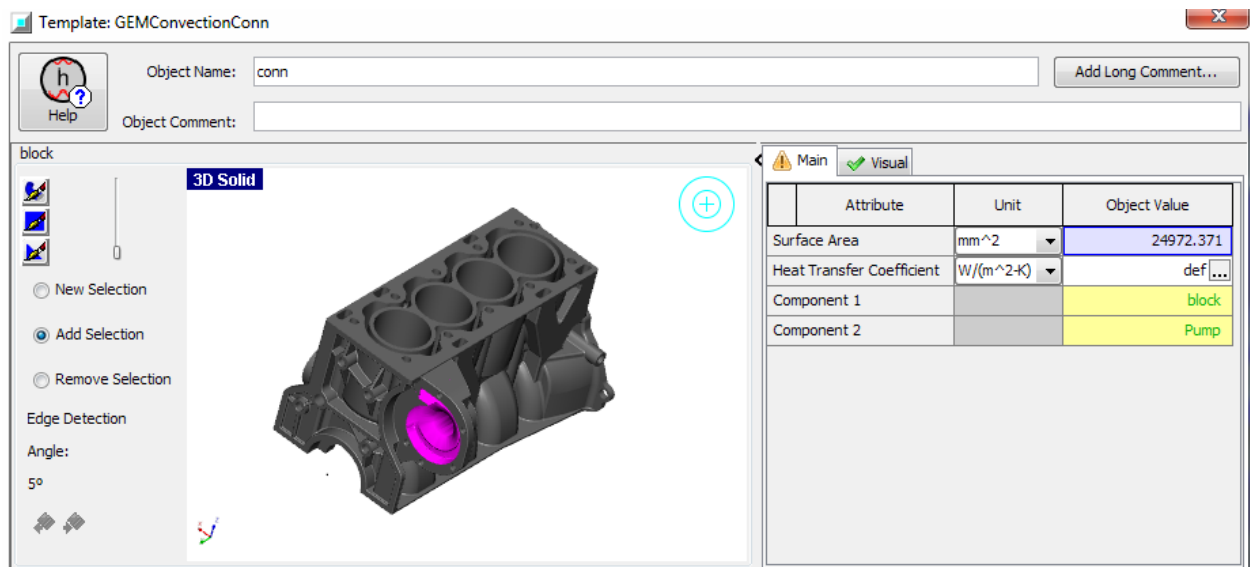 Template: GEMConvectionConn
X
h
?
Help
Object Name: conn Add Long Comment...
Object Comment:
block
3D Solid
New Selection
Add Selection
Remove Selection
Edge Detection
Angle:
5º
Main Visual
Attribute Unit Object Value
Surface Area mm^2 24972.371
Heat Transfer Coefficient W/(m^2-K) def ...
Component 1 block
Component 2 Pump